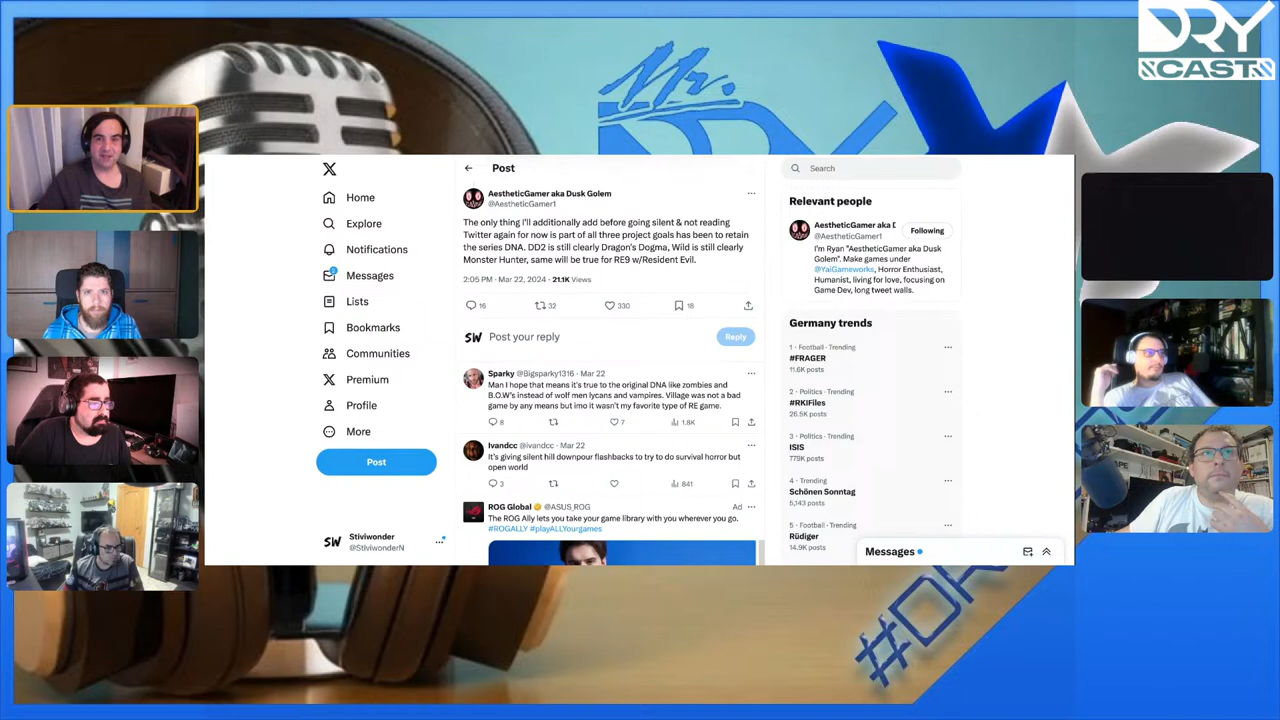 DRY
CAST
Mr.
DRY
Post
Search
Home
Explore
Notifications
Messages
Lists
Bookmarks
Communities
Premium
Profile
More
Post
Stiviwonder
@StiviwonderN
AestheticGamer aka Dusk Golem
@AestheticGamer1
The only thing I'll additionally add before going silent & not reading
Twitter again for now is part of all three project goals has been to retain
the series DNA. DD2 is still clearly Dragon's Dogma, Wild is still clearly
Monster Hunter, same will be true for RE9 w/Resident Evil.
2:05 PM · Mar 22, 2024 · 21.1K Views
16 32 330 18
SW Post your reply Reply
Sparky @Bigsparky1316 · Mar 22
Man I hope that means it's true to the original DNA like zombies and
B.O.W's instead of wolf men lycans and vampires. Village was not a bad
game by any means but imo it wasn't my favorite type of RE game.
8 7 1.8K
Ivandcc @ivandcc · Mar 22
It's giving silent hill downpour flashbacks to try to do survival horror but
open world
3 841
ROG Global @ASUS_ROG Ad
The ROG Ally lets you take your game library with you wherever you go.
#ROGALLY #playALLYourgames
Relevant people
AestheticGamer aka D
@AestheticGamer1
Following
I'm Ryan "AestheticGamer aka Dusk
Golem". Make games under
@YaiGameworks, Horror Enthusiast,
Humanist, living for love, focusing on
Game Dev, long tweet walls.
Germany trends
1 · Football · Trending
#FRAGER
11.6K posts
2 · Politics · Trending
#RKIFiles
26.5K posts
3 · Politics · Trending
ISIS
779K posts
4 · Trending
Schönen Sonntag
5,143 posts
5 · Football · Trending
Rüdiger
14.9K posts
Messages
SW